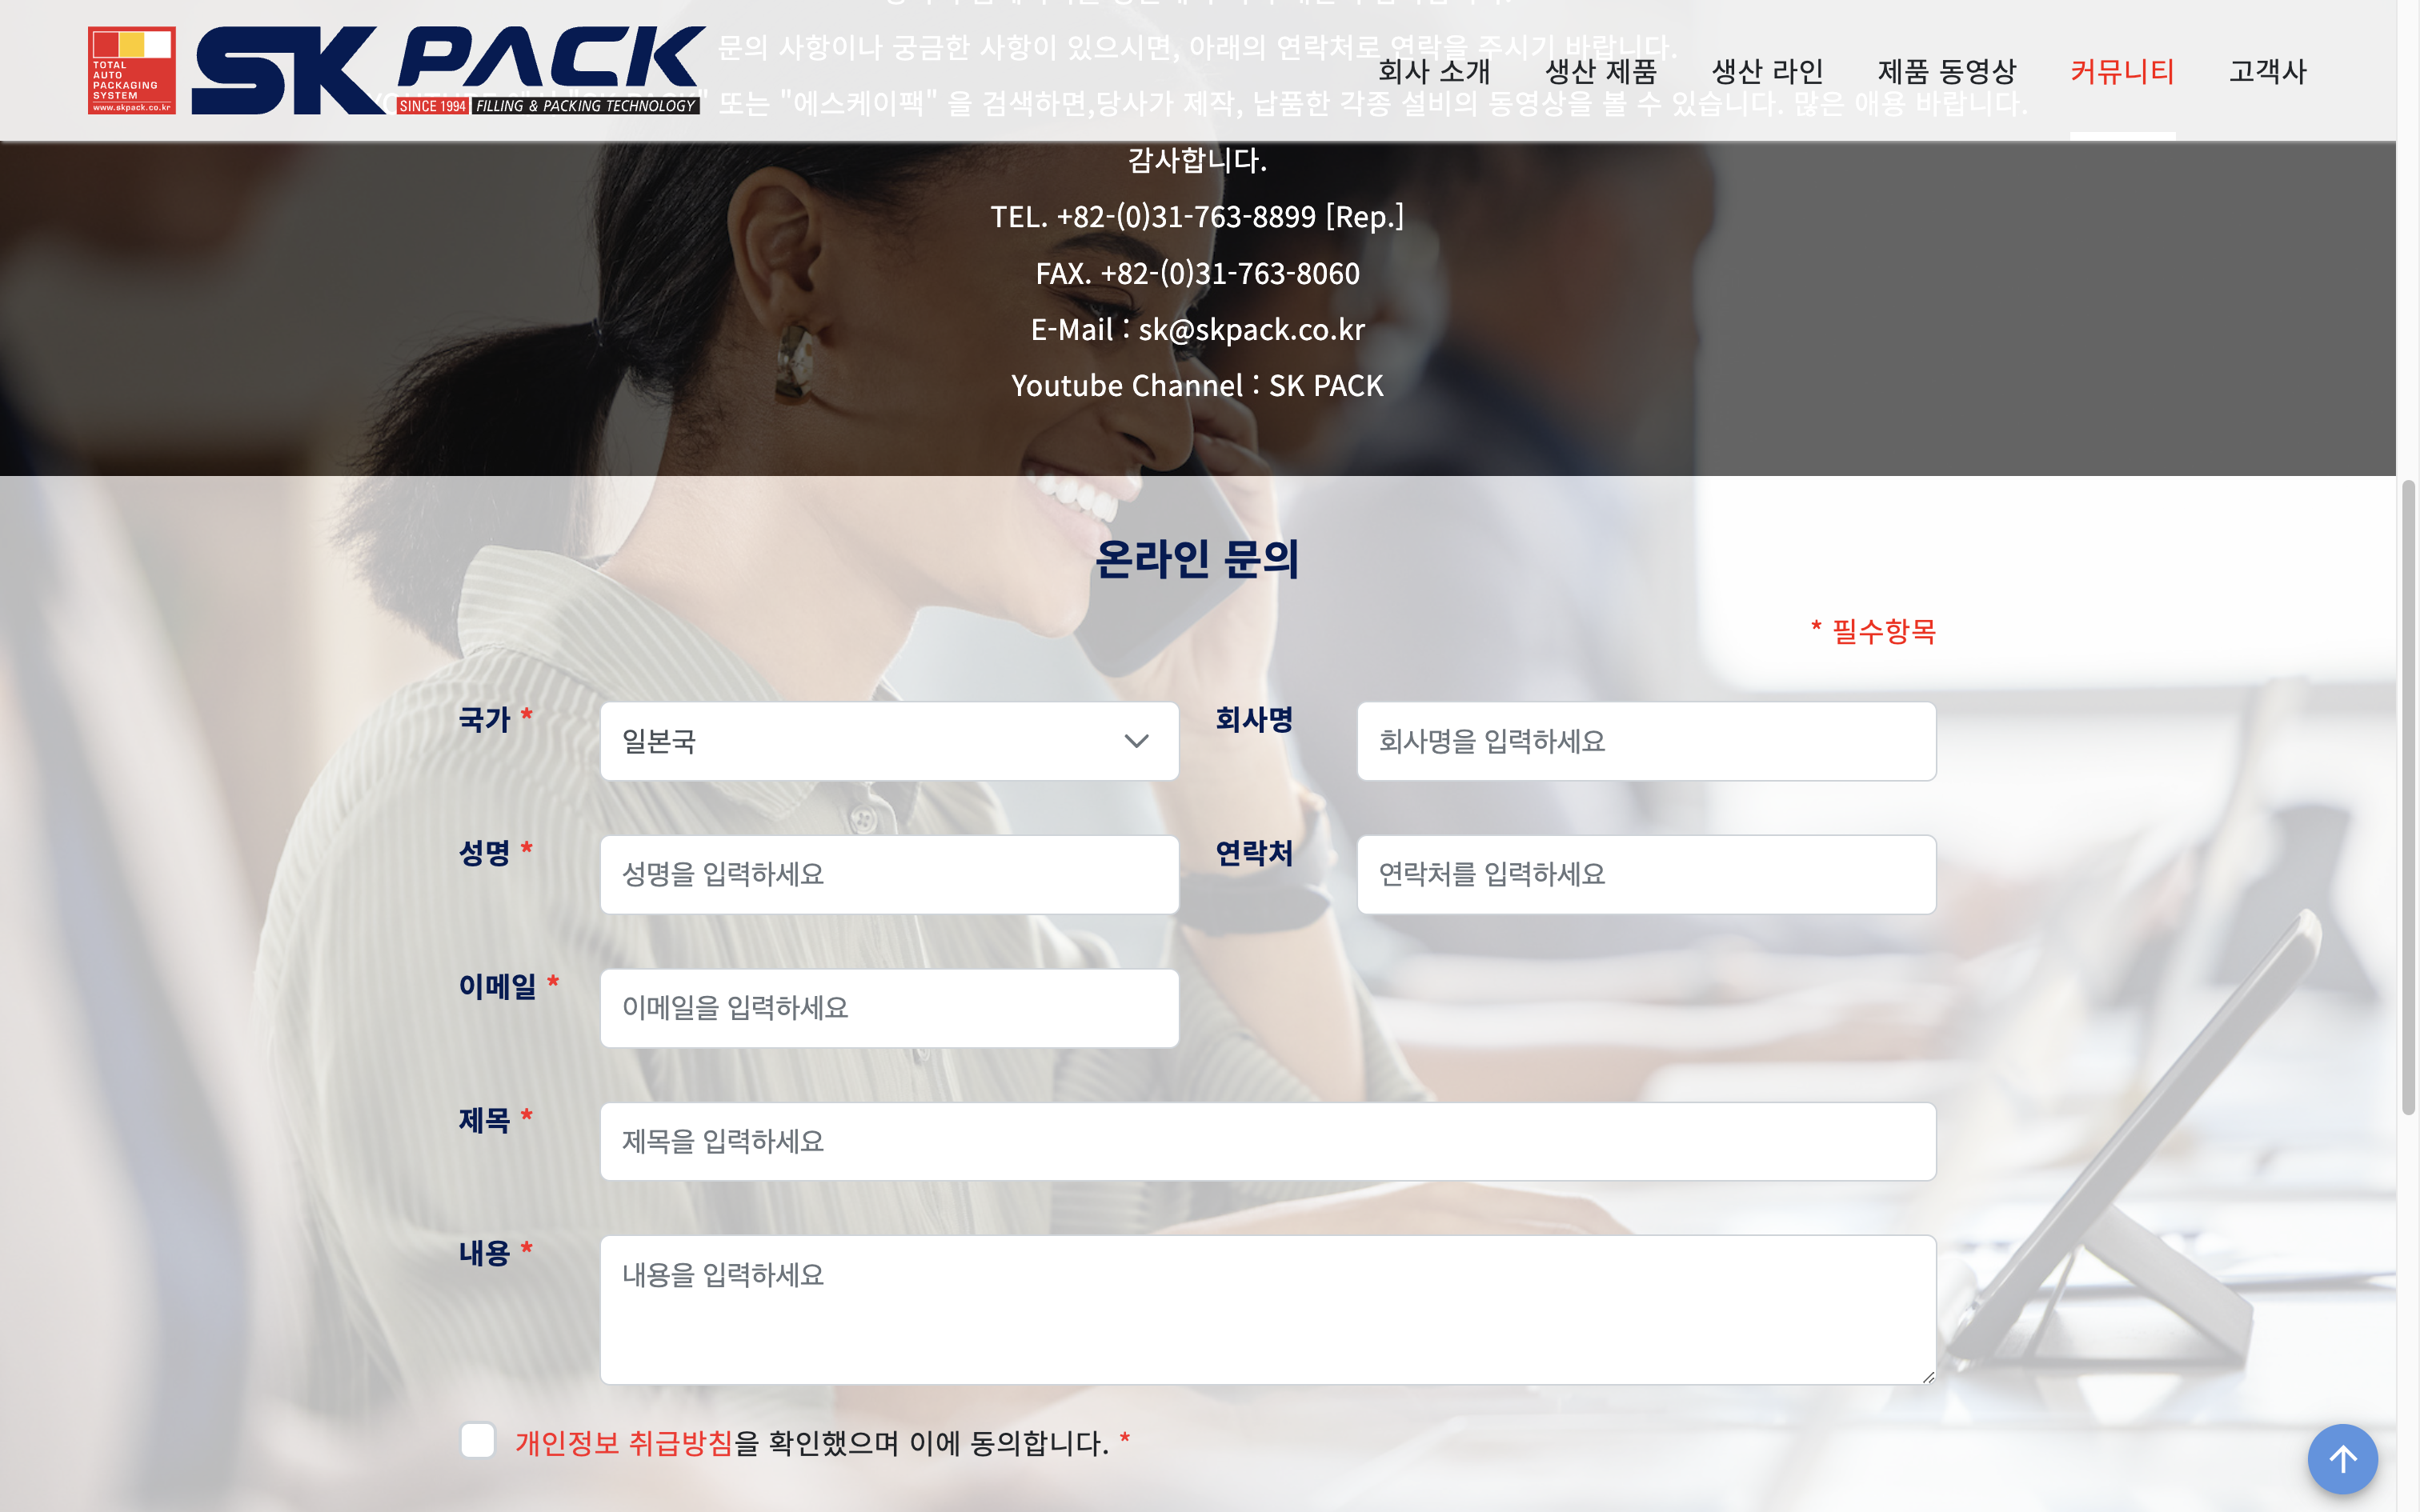 TOTAL
AUTO
PACKAGING
SYSTEM
www.skpack.co.kr
SK PACK
SINCE 1994 FILLING & PACKING TECHNOLOGY
회사 소개 생산 제품 생산 라인 제품 동영상 커뮤니티 고객사
문의 사항이나 궁금한 사항이 있으시면, 아래의 연락처로 연락을 주시기 바랍니다.
또는 "에스케이팩" 을 검색하면,당사가 제작, 납품한 각종 설비의 동영상을 볼 수 있습니다. 많은 애용 바랍니다.
감사합니다.
TEL. +82-(0)31-763-8899 [Rep.]
FAX. +82-(0)31-763-8060
E-Mail : sk@skpack.co.kr
Youtube Channel : SK PACK
온라인 문의
* 필수항목
국가 * 일본국 회사명 회사명을 입력하세요
성명 * 성명을 입력하세요 연락처 연락처를 입력하세요
이메일 * 이메일을 입력하세요
제목 * 제목을 입력하세요
내용 * 내용을 입력하세요
개인정보 취급방침을 확인했으며 이에 동의합니다. *